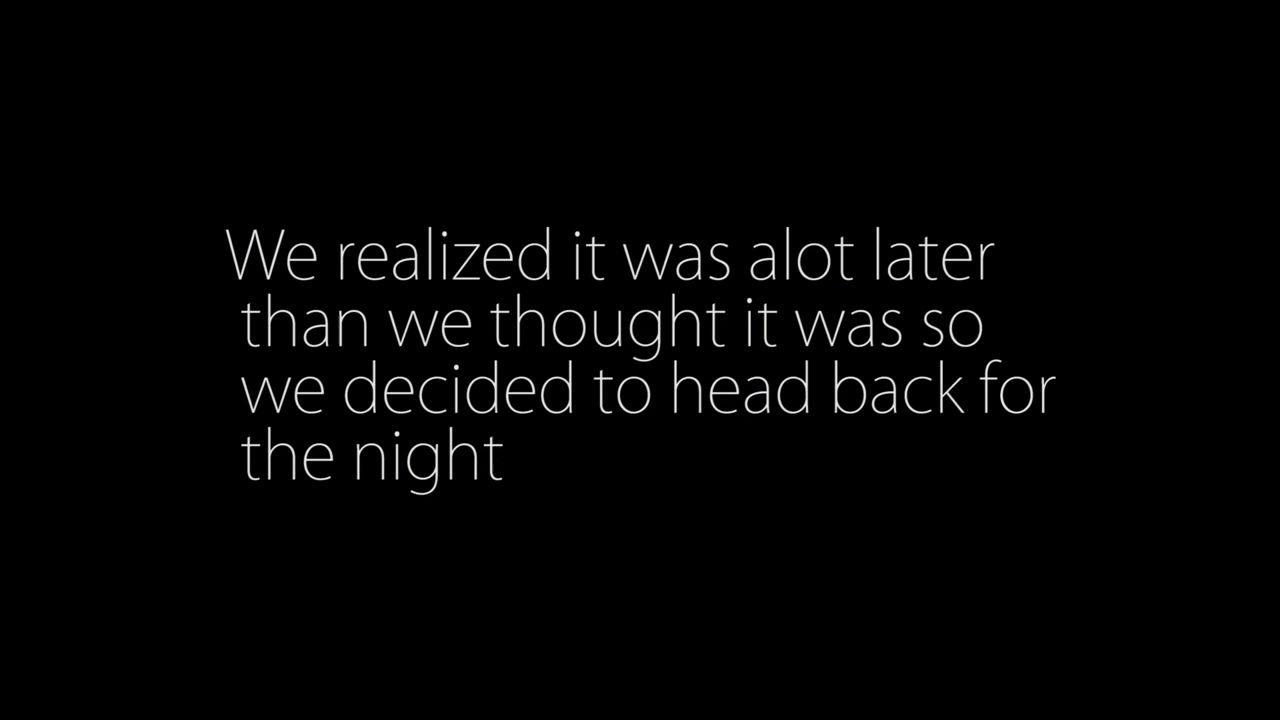 We realized it was alot later
than we thought it was so
we decided to head back for
the night